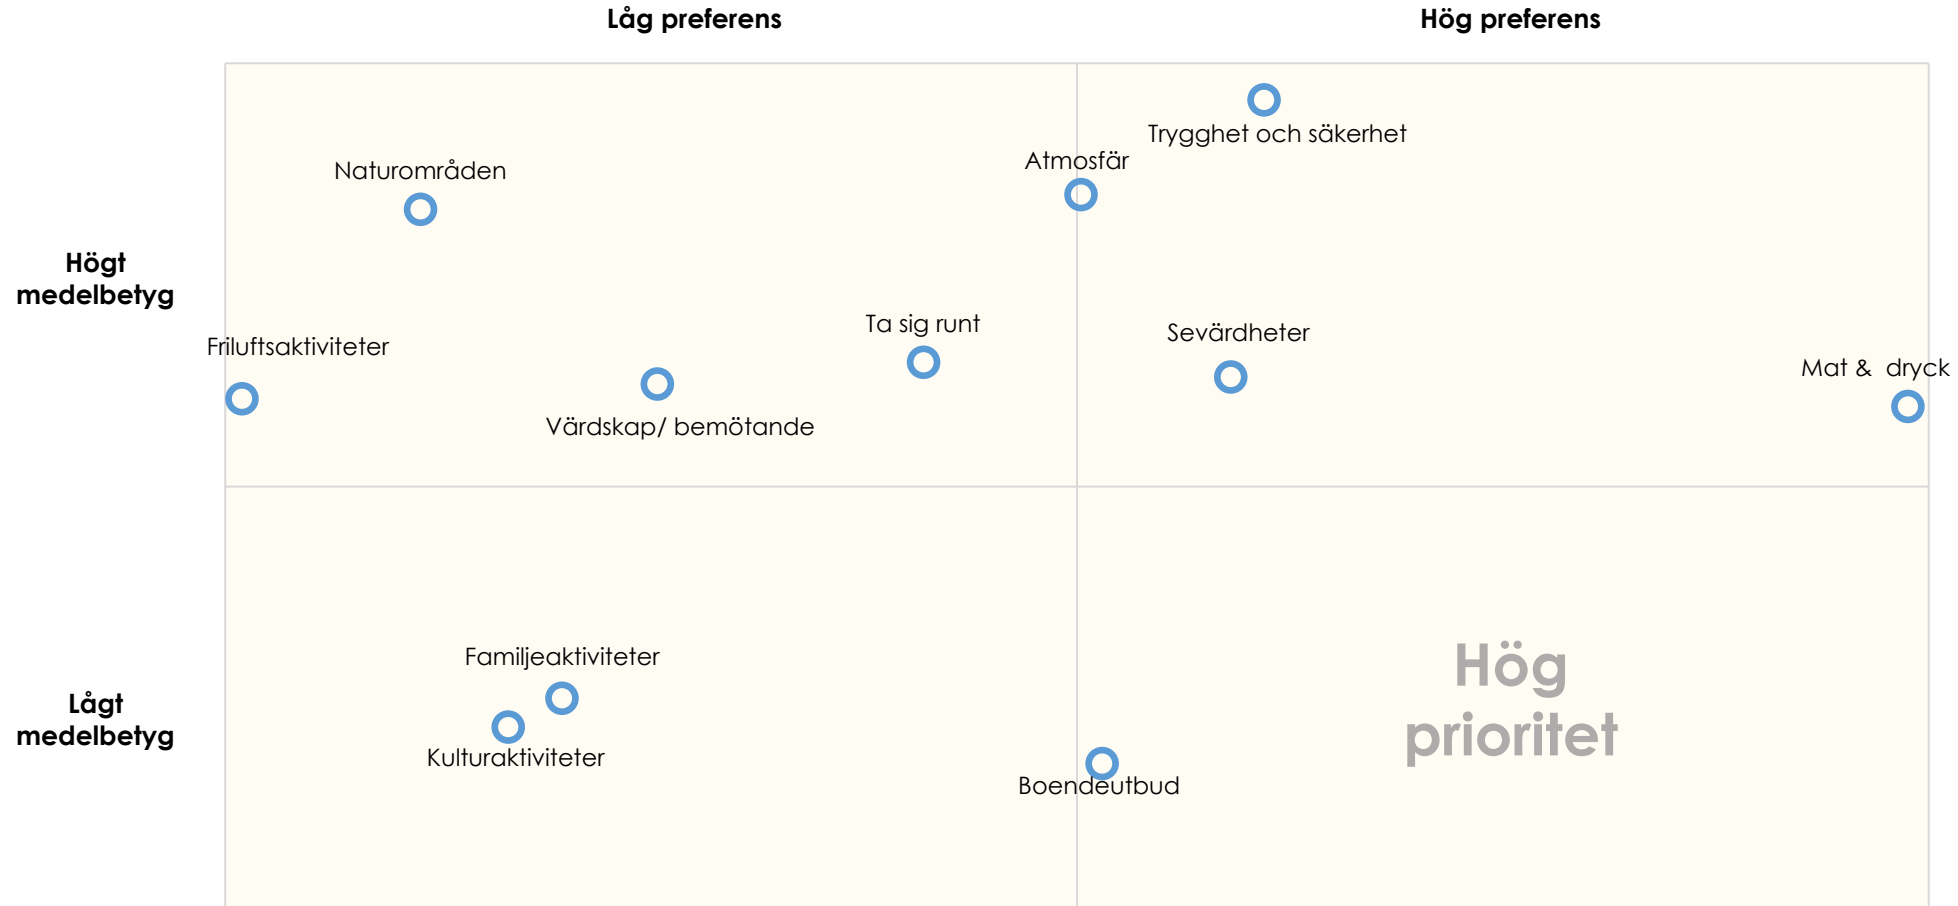 Låg preferens
Hög preferens
Trygghet och säkerhet
Atmosfär
Naturområden
Högt
medelbetyg
Ta sig runt
Sevärdheter
Friluftsaktiviteter
Mat &  dryck
Värdskap/ bemötande
Familjeaktiviteter
Hög
prioritet
Lågt
medelbetyg
Kulturaktiviteter
Boendeutbud